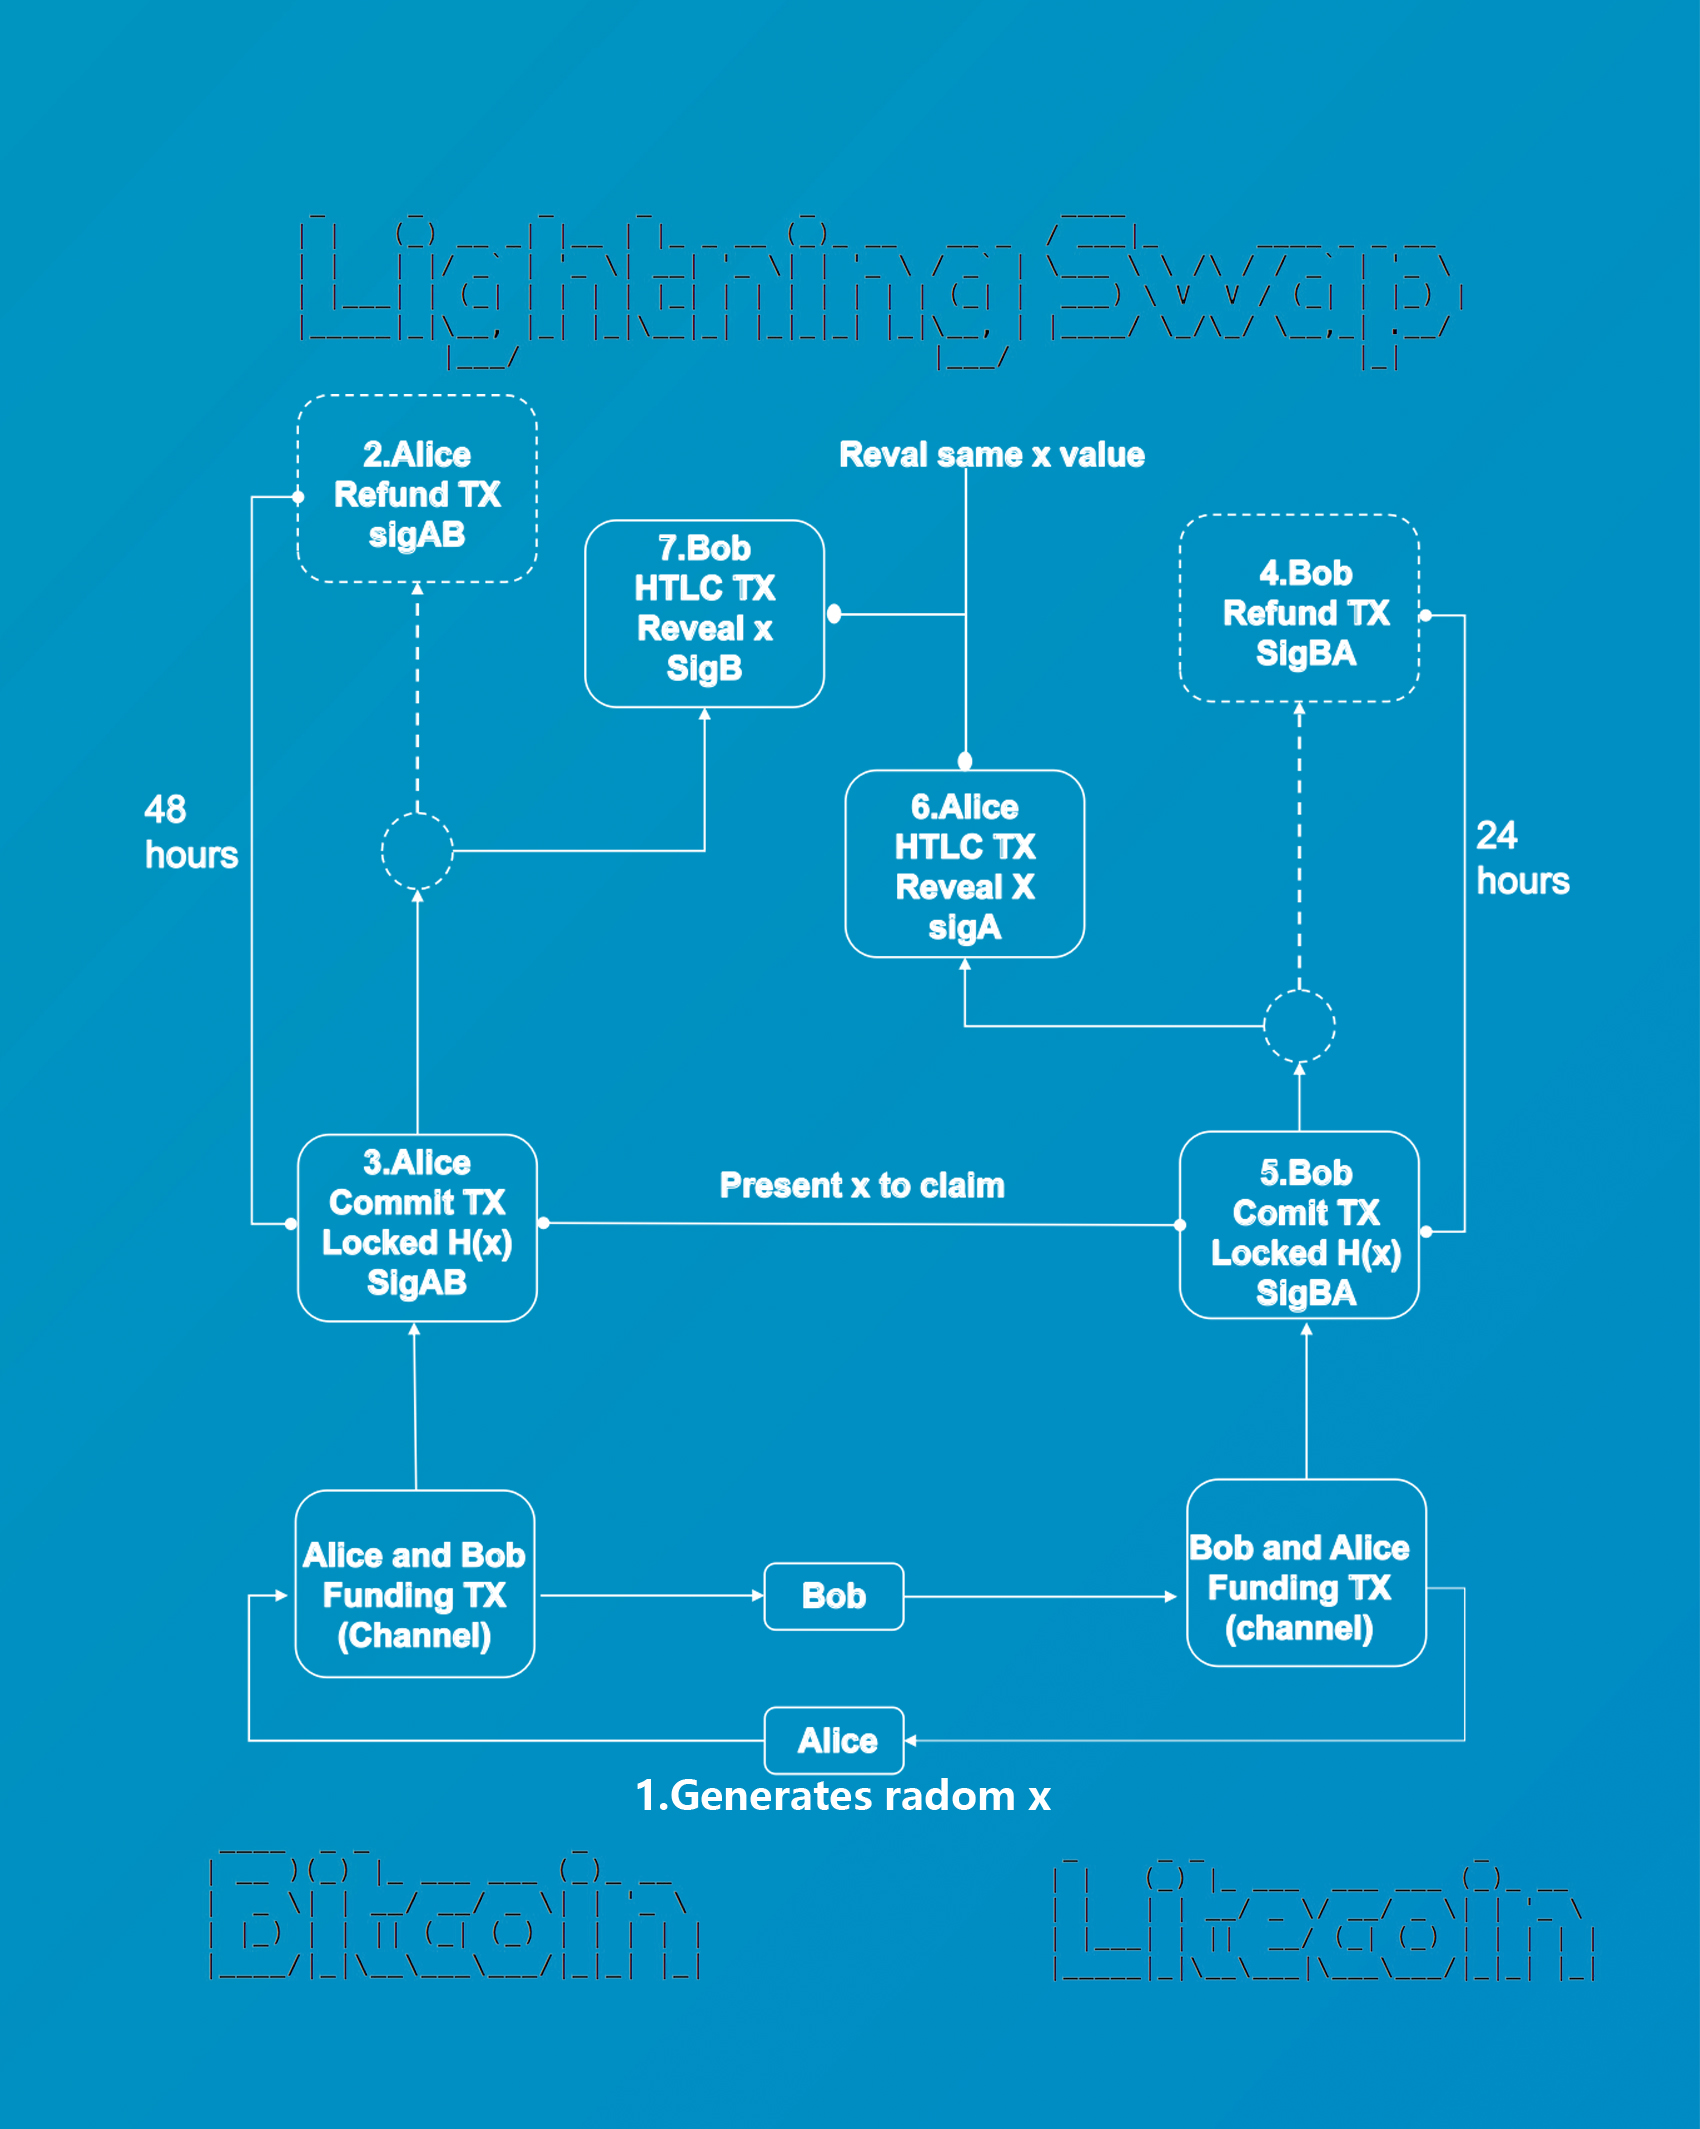 Lightning Swap
2.Alice
Refund TX
sigAB
Reval same x value
7.Bob
HTLC TX
Reveal x
SigB
4.Bob
Refund TX
SigBA
48
hours
6.Alice
HTLC TX
Reveal X
sigA
24
hours
3.Alice
Commit TX
Locked H(x)
SigAB
Present x to claim
5.Bob
Comit TX
Locked H(x)
SigBA
Alice and Bob
Funding TX
(Channel)
Bob
Bob and Alice
Funding TX
(channel)
Alice
1.Generates radom x
Bitcoin
Litecoin